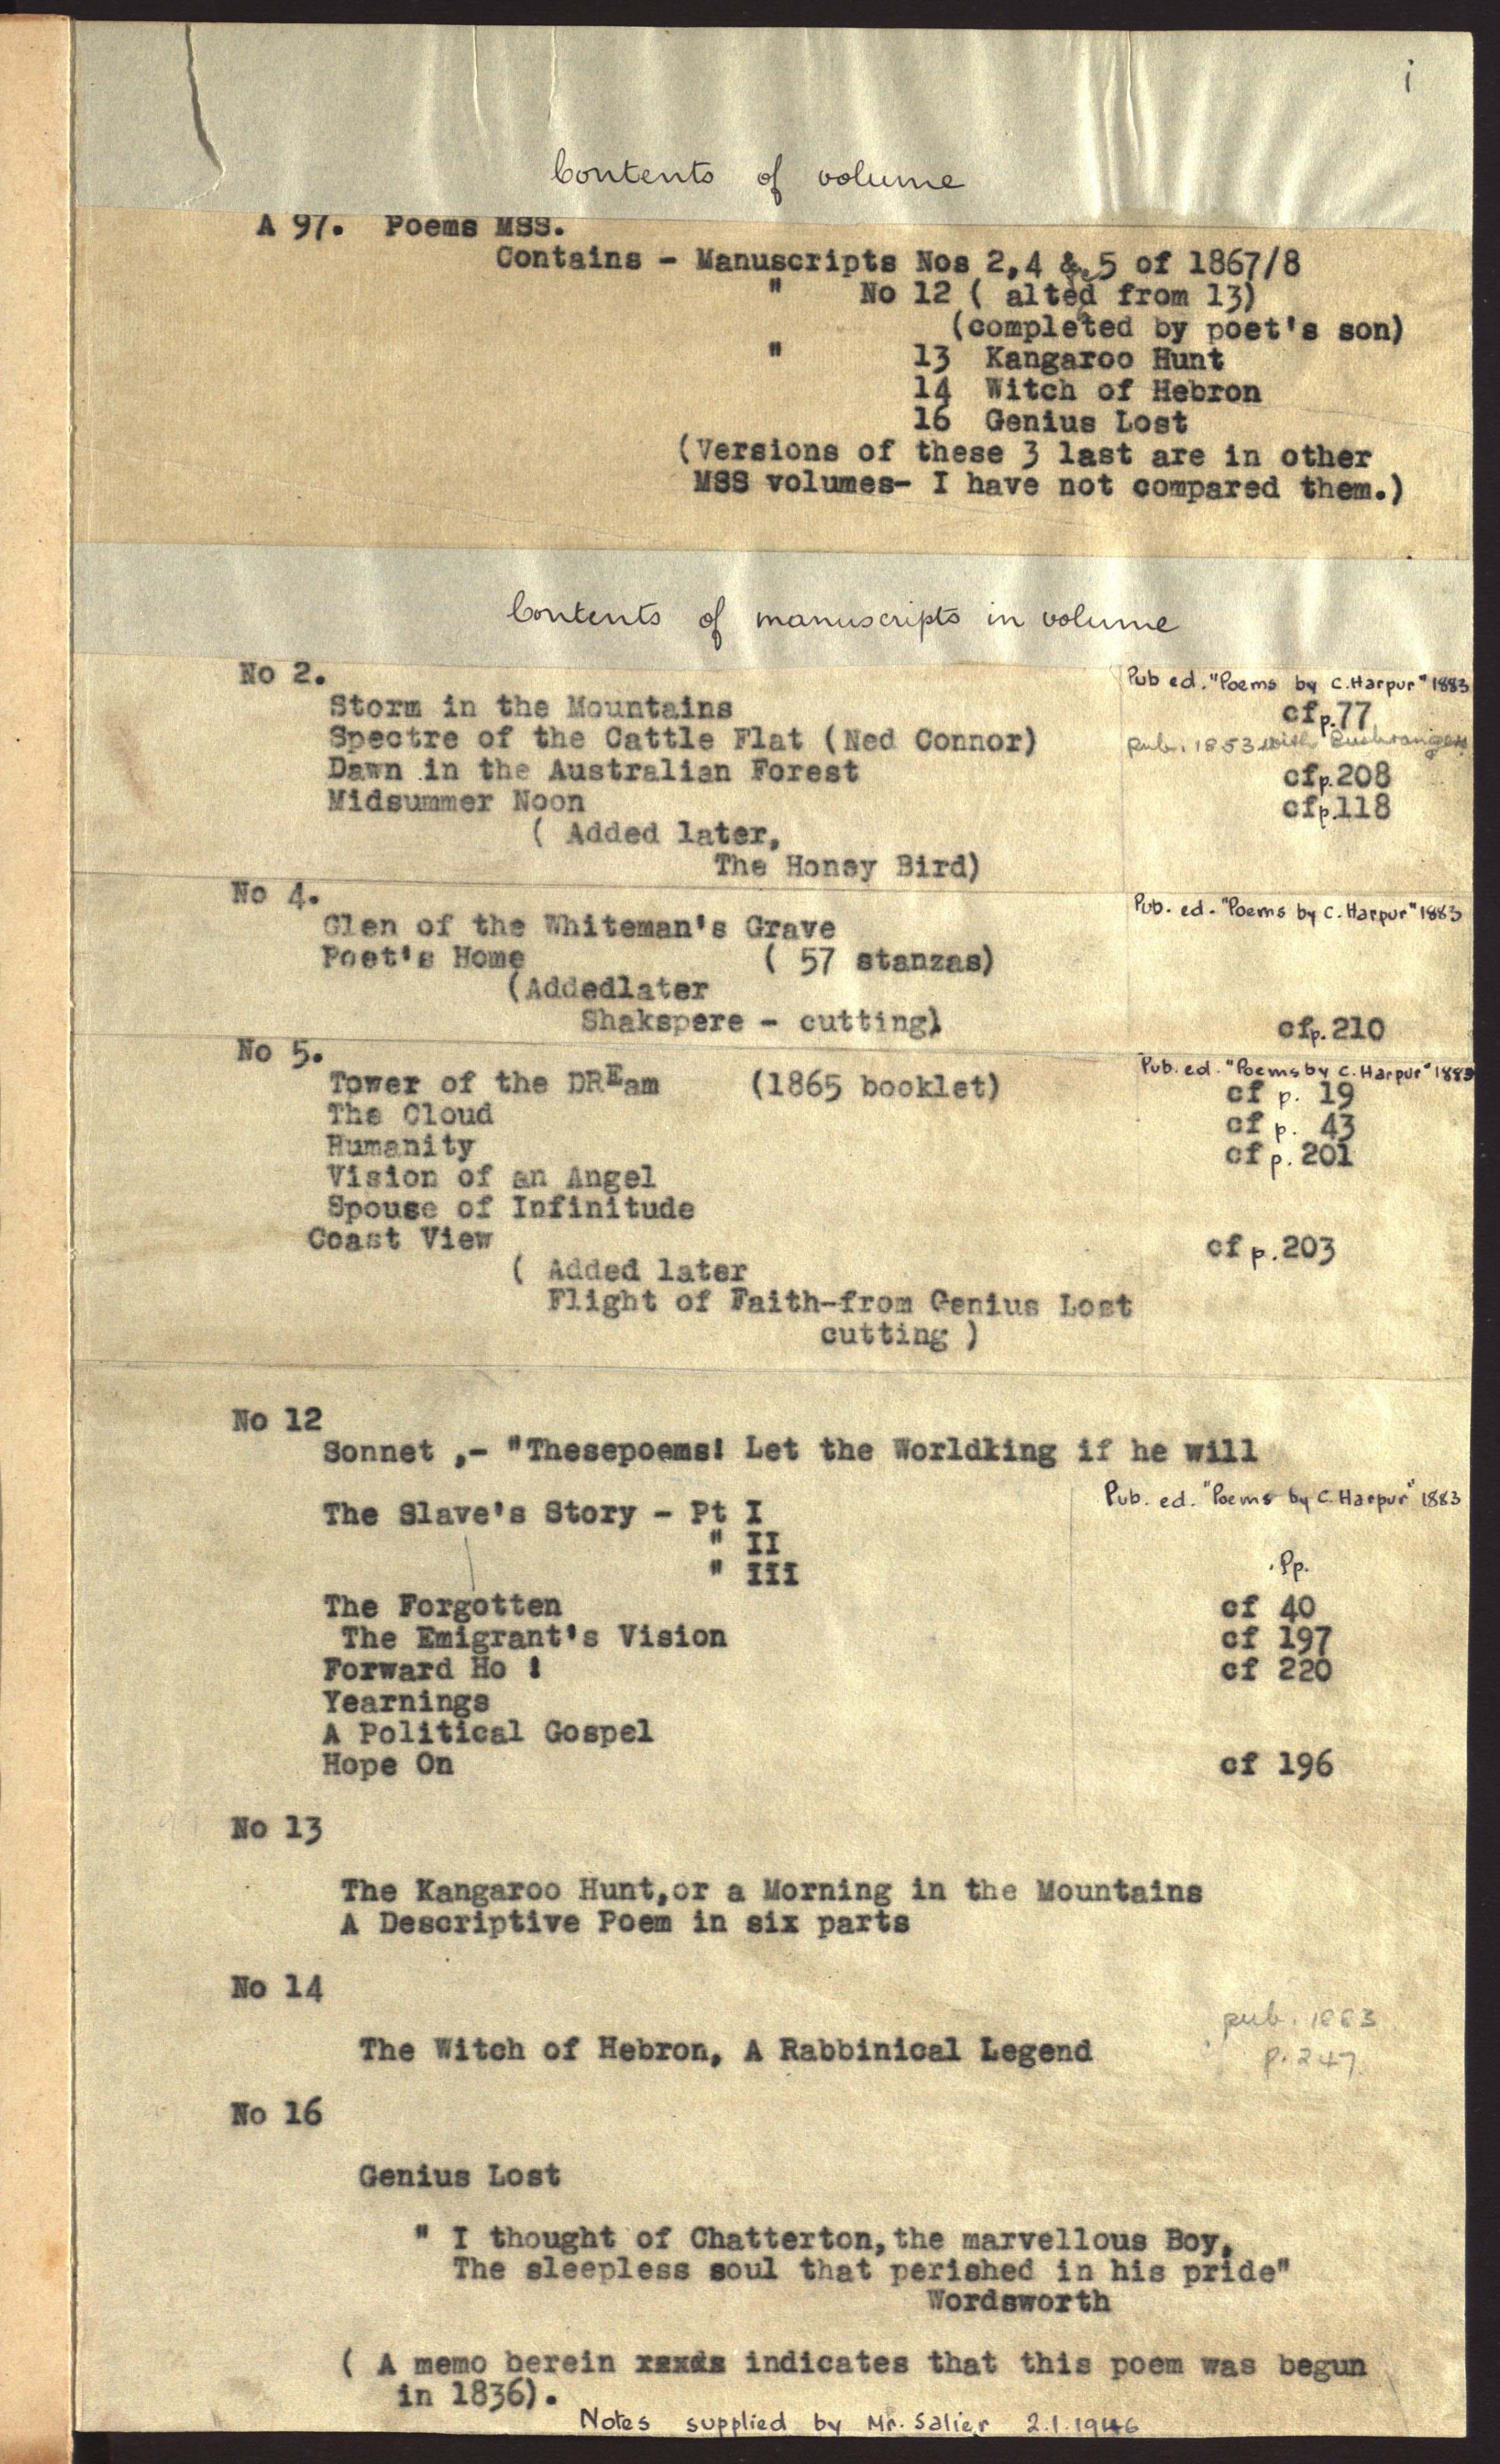 i
Contents of volume
A 97. Poems MSS.
Contains - Manuscripts Nos 2,4 & 5 of 1867/8
" No 12 ( alted from 13)
(completed by poet's son)
" 13 Kangaroo Hunt
14 Witch of Hebron
16 Genius Lost
(Versions of these 3 last are in other
MSS volumes- I have not compared them.)
Contents of manuscripts in volume
No 2. Pub ed. "Poems by C. Harpur" 1883
Storm in the Mountains cf p.77
Spectre of the Cattle Flat (Ned Connor) pub. 1853 with Bushrangers
Dawn in the Australian Forest cf p.208
Midsummer Noon cf p.118
( Added later,
The Honey Bird)
No 4. Pub. ed. "Poems by C. Harpur" 1883
Glen of the Whiteman's Grave
Poet's Home ( 57 stanzas)
(Addedlater
Shakspere - cutting) cf p.210
No 5. Pub. ed. "Poems by C. Harpur" 1883
Tower of the DREam (1865 booklet) cf p. 19
The Cloud cf p. 43
Humanity cf p. 201
Vision of an Angel
Spouse of Infinitude
Coast View cf p.203
( Added later
Flight of Faith-from Genius Lost
cutting )
No 12
Sonnet ,- "Thesepoems! Let the Worldling if he will
Pub. ed. "Poems by C. Harpur" 1883
The Slave's Story - Pt I
" II
" III Pp.
The Forgotten cf 40
The Emigrant's Vision cf 197
Forward Ho ! cf 220
Yearnings
A Political Gospel
Hope On cf 196
No 13
The Kangaroo Hunt,or a Morning in the Mountains
A Descriptive Poem in six parts
No 14
pub. 1883
The Witch of Hebron, A Rabbinical Legend p. 247
No 16
Genius Lost
" I thought of Chatterton,the marvellous Boy,
The sleepless soul that perished in his pride"
Wordsworth
( A memo herein indicates that this poem was begun
in 1836).
Notes supplied by Mr. Salier 2.1.1946